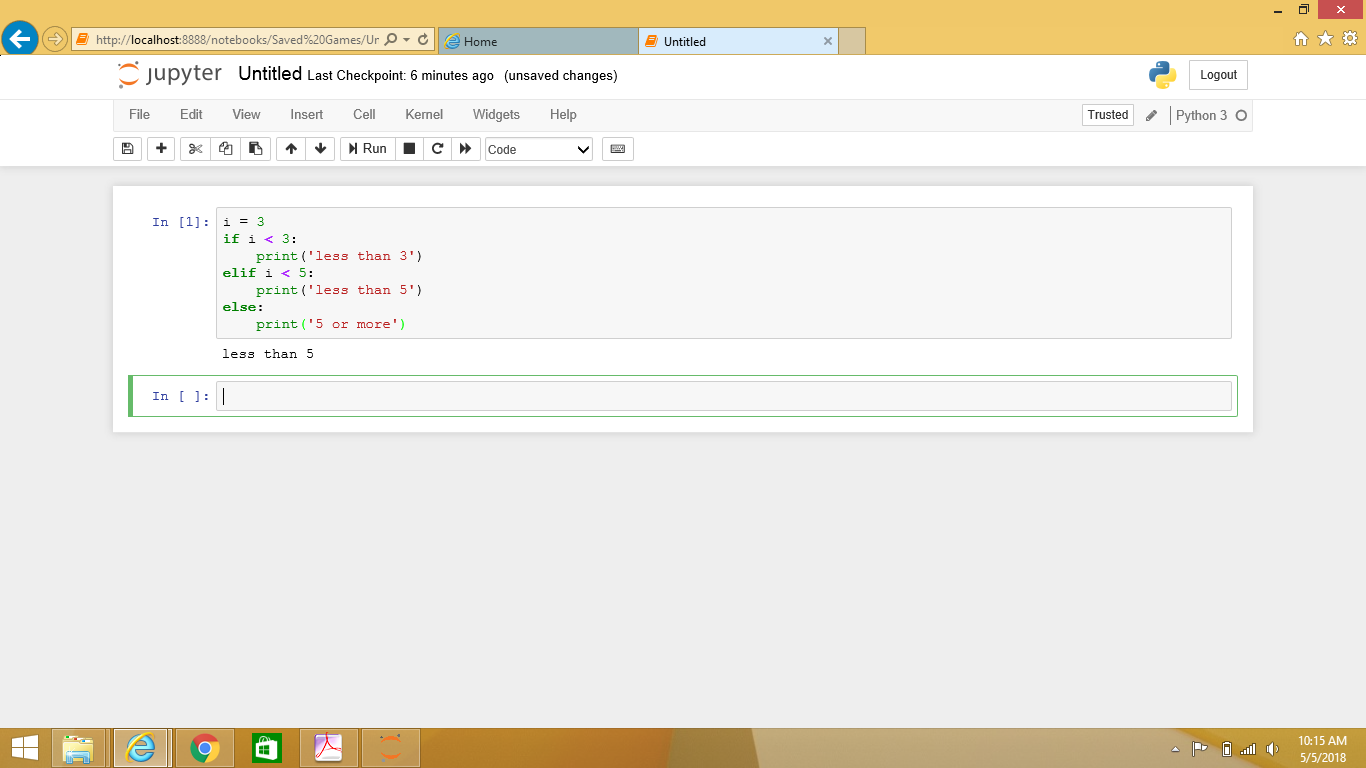 http://localhost:8888/notebooks/Saved%20Games/Ur
Home
Untitled
jupyter Untitled Last Checkpoint: 6 minutes ago (unsaved changes)
Logout
File Edit View Insert Cell Kernel Widgets Help
Trusted
Python 3
Run
Code
In [1]: i = 3
if i < 3:
    print('less than 3')
elif i < 5:
    print('less than 5')
else:
    print('5 or more')
less than 5
In [ ]:
10:15 AM
5/5/2018